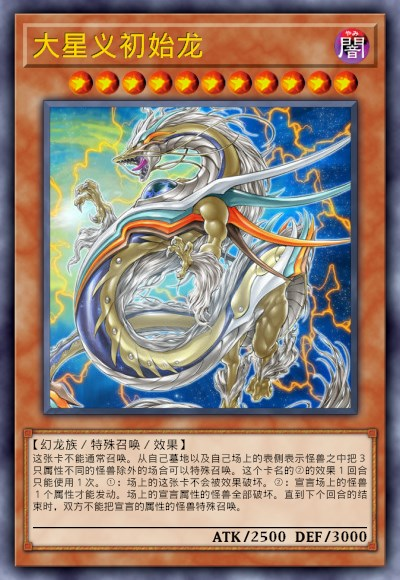 大星义初始龙
やみ
闇
【幻龙族／特殊召唤／效果】
这张卡不能通常召唤。从自己墓地以及自己场上的表侧表示怪兽之中把３
只属性不同的怪兽除外的场合可以特殊召唤。这个卡名的②的效果１回合
只能使用１次。①：场上的这张卡不会被效果破坏。②：宣言场上的怪兽
１个属性才能发动。场上的宣言属性的怪兽全部破坏。直到下个回合的结
束时，双方不能把宣言的属性的怪兽特殊召唤。
ATK/2500 DEF/3000